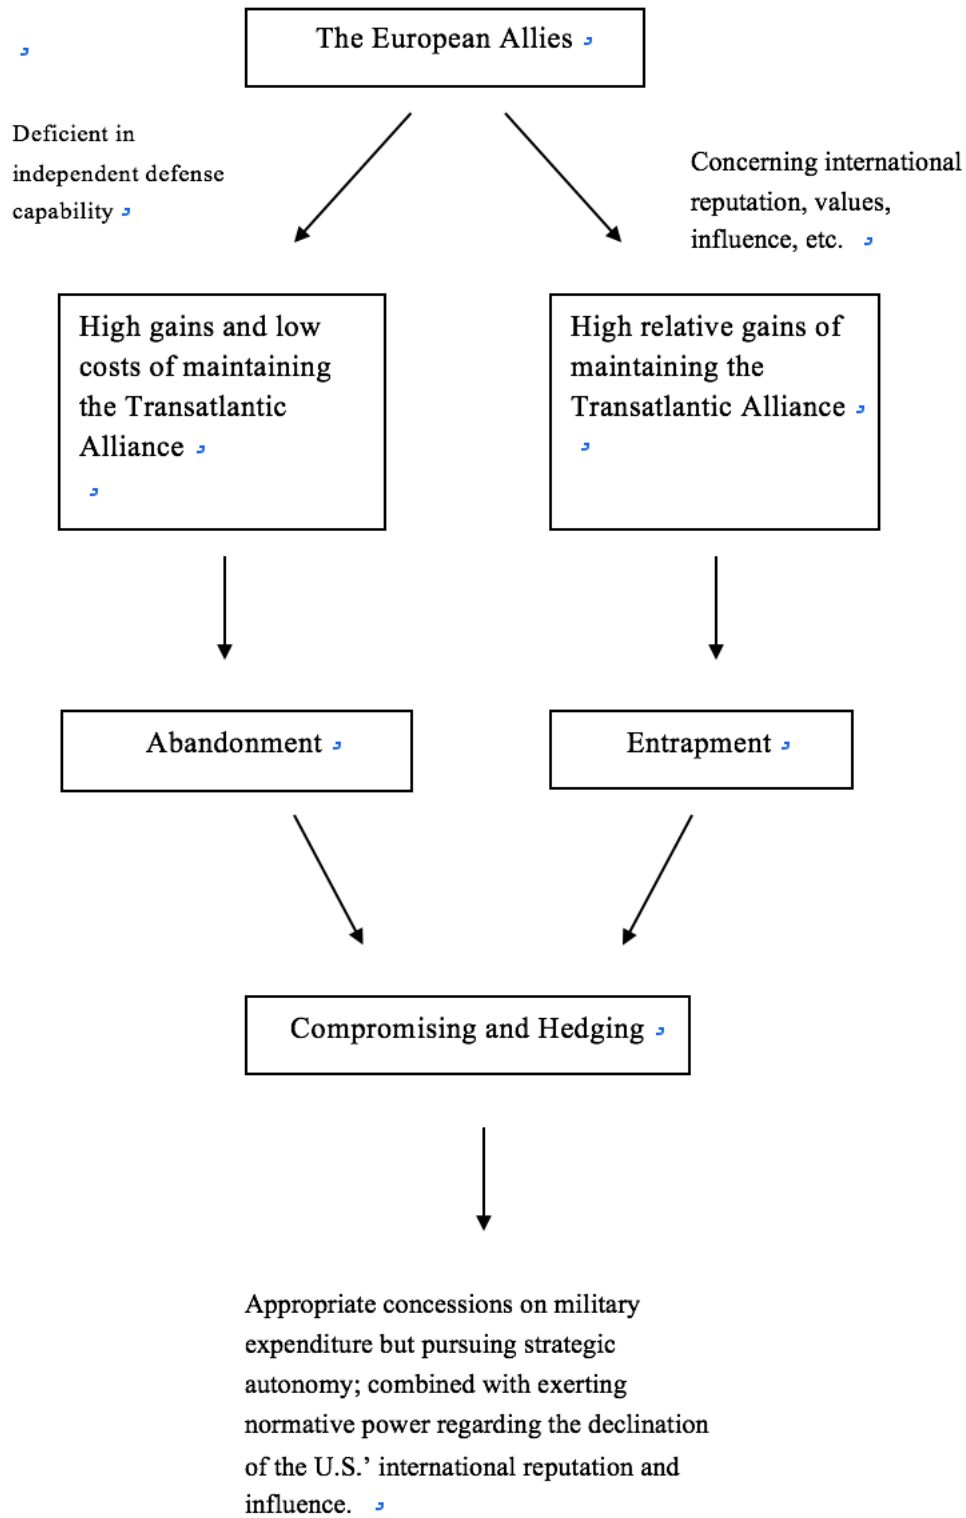 The European Allies
Deficient in
independent defense
capability
Concerning international
reputation, values,
influence, etc.
High gains and low
costs of maintaining
the Transatlantic
Alliance
High relative gains of
maintaining the
Transatlantic Alliance
Abandonment
Entrapment
Compromising and Hedging
Appropriate concessions on military
expenditure but pursuing strategic
autonomy; combined with exerting
normative power regarding the declination
of the U.S.’ international reputation and
influence.